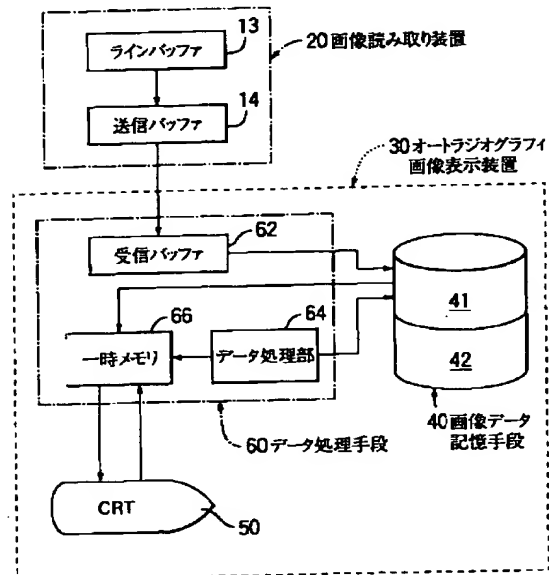 13
ラインバッファ
20画像読み取り装置
14
送信バッファ
30オートラジオグラフィ
画像表示装置
62
受信バッファ
66
64
一時メモリ
データ処理部
41
42
60データ処理手段
40画像データ
記憶手段
CRT
50